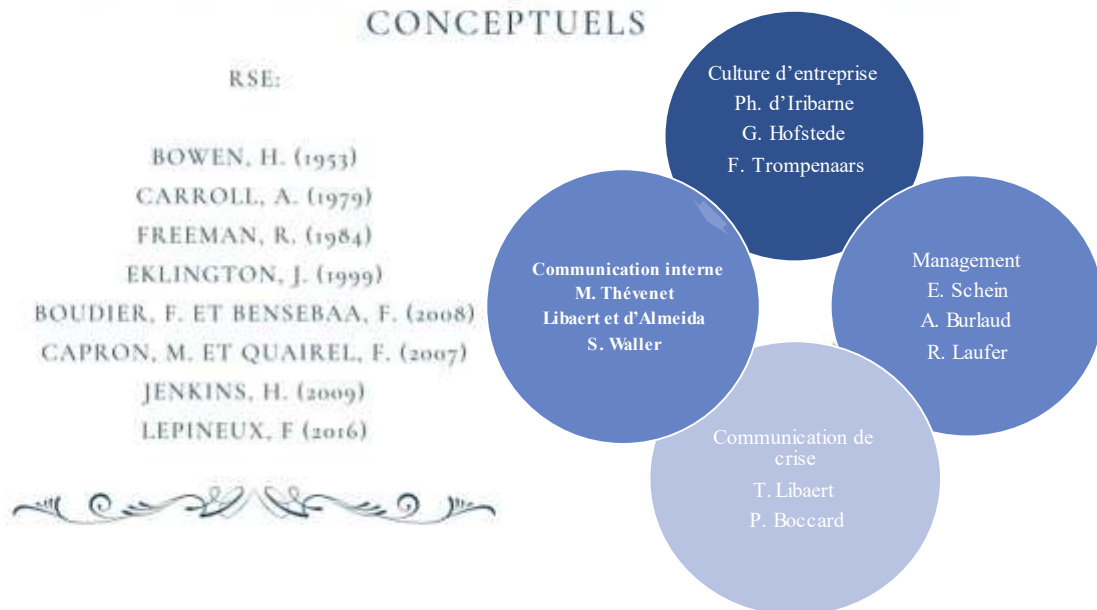 CONCEPTUELS
RSE:
BOWEN, H. (1953)
CARROLL, A. (1979)
FREEMAN, R. (1984)
EKLINGTON, J. (1999)
BOUDIER, F. ET BENSEBAA, F. (2008)
CAPRON, M. ET QUAIREL, F. (2007)
JENKINS, H. (2009)
LEPINEUX, F (2016)
Culture d'entreprise
Ph. d'Iribarne
G. Hofstede
F. Trompenaars
Communication interne
M. Thévenet
Libaert et d'Almeida
S. Waller
Management
E. Schein
A. Burlaud
R. Laufer
Communication de
crise
T. Libaert
P. Boccard